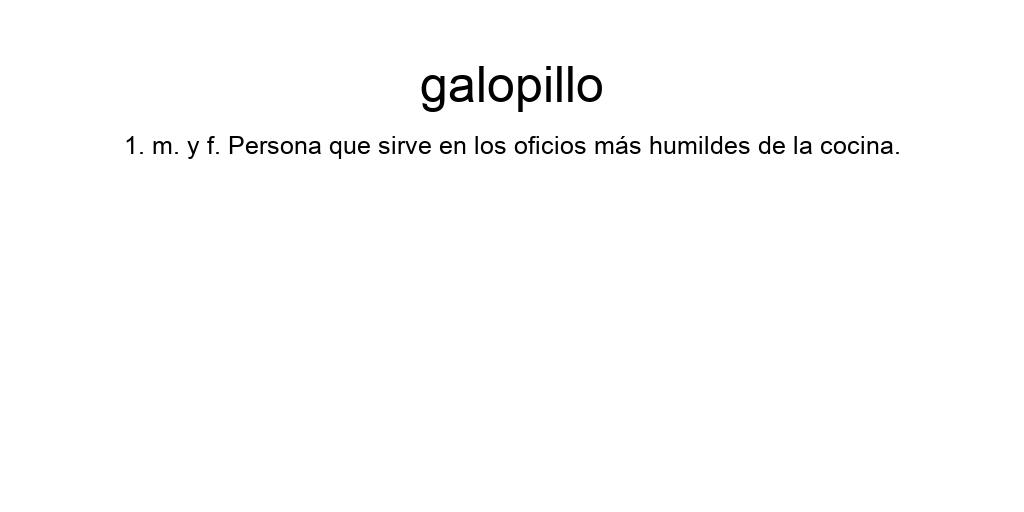 galopillo
1. m. y f. Persona que sirve en los oficios más humildes de la cocina.